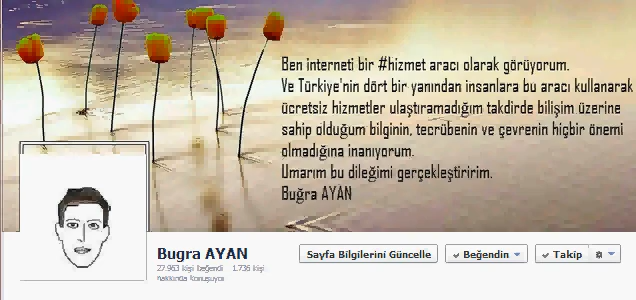 Ben interneti bir #hizmet aracı olarak görüyorum.
Ve Türkiye'nin dört bir yanından insanlara bu aracı kullanarak
ücretsiz hizmetler ulaştıramadığım takdirde bilişim üzerine
sahip olduğum bilginin, tecrübenin ve çevrenin hiçbir önemi
olmadığına inanıyorum.
Umarım bu dileğimi gerçekleştiririm.
Buğra AYAN
Bugra AYAN
Sayfa Bilgilerini Güncelle
Beğendin
Takip
27.963 kişi beğendi · 1.736 kişi
hakkında konuşuyor